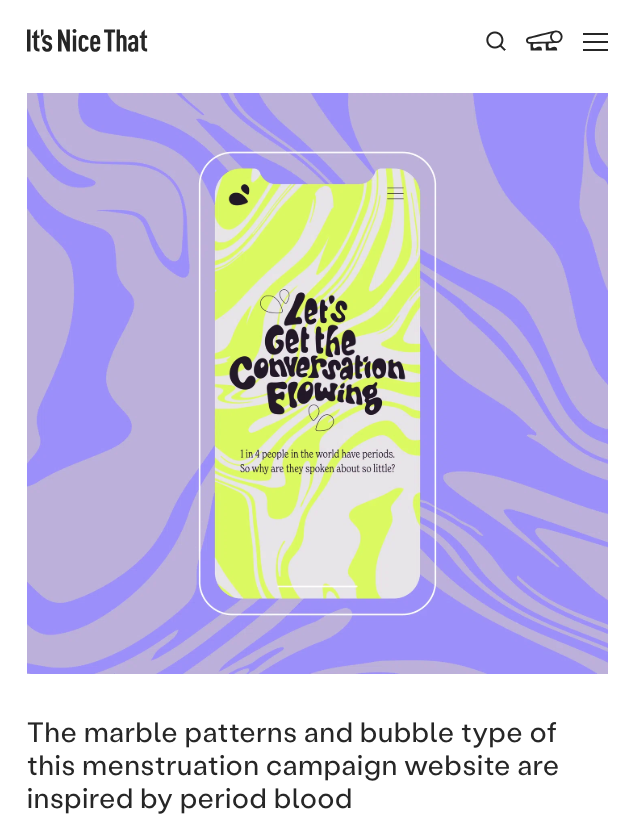 It's Nice That
Let's
Get the
Conversation
Flowing
1 in 4 people in the world have periods.
So why are they spoken about so little?
The marble patterns and bubble type of
this menstruation campaign website are
inspired by period blood